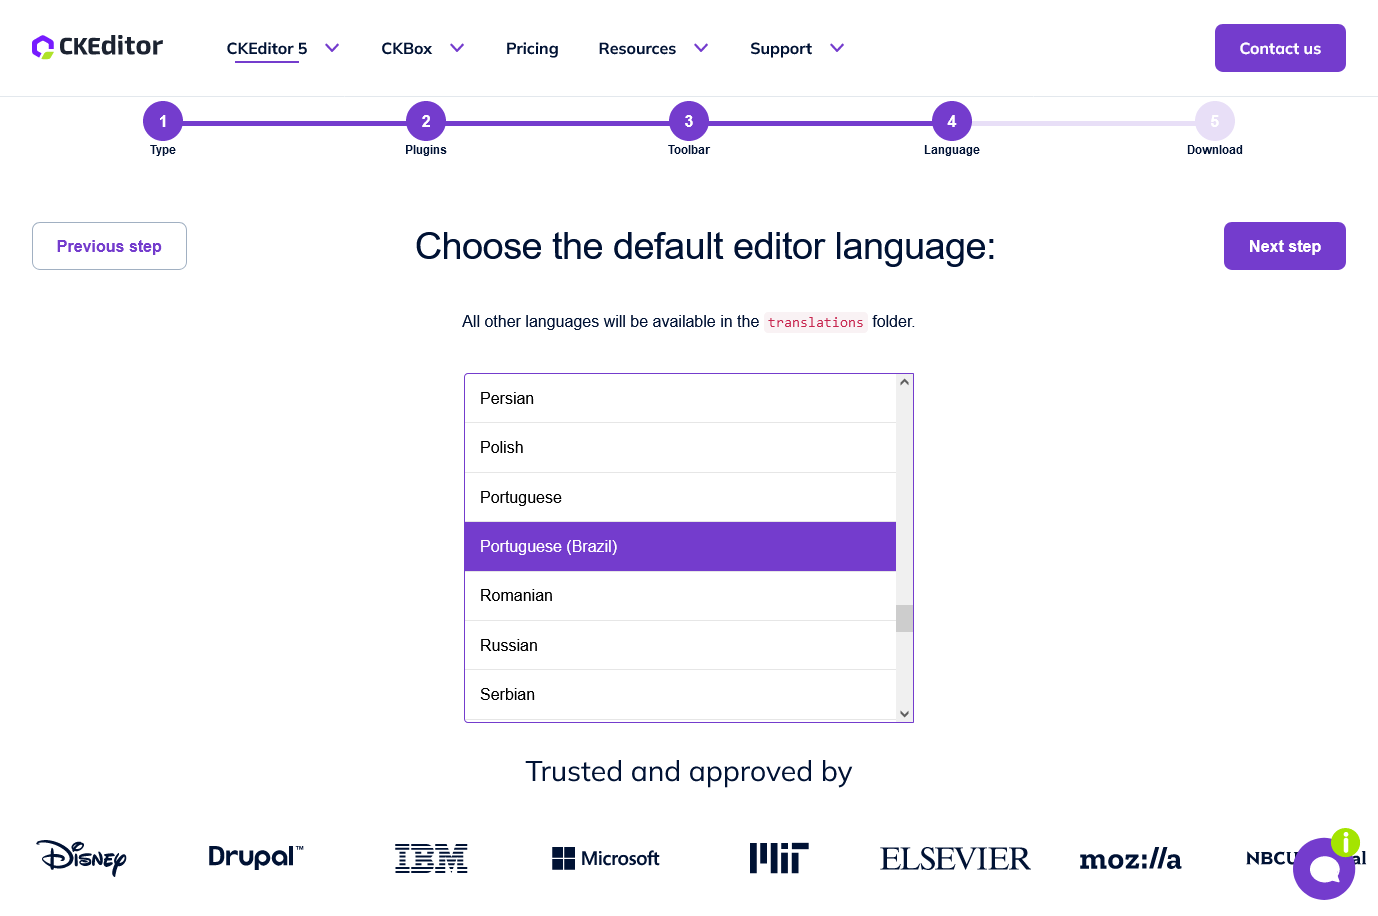 CKEditor
CKEditor 5
CKBox
Pricing
Resources
Support
Contact us
1
2
3
4
5
Type
Plugins
Toolbar
Language
Download
Previous step
Choose the default editor language:
Next step
All other languages will be available in the translations folder.
Persian
Polish
Portuguese
Portuguese (Brazil)
Romanian
Russian
Serbian
Trusted and approved by
Disney
Drupal™
IBM
Microsoft
MIT
ELSEVIER
moz://a